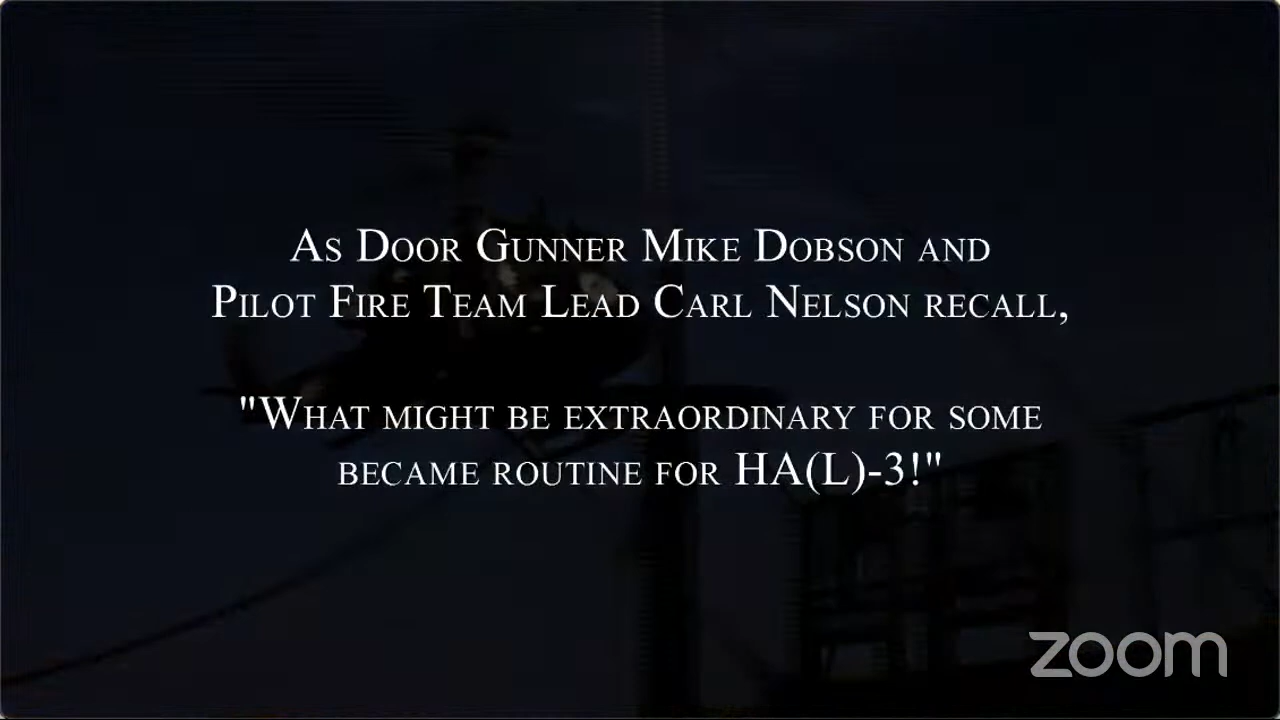 As Door Gunner Mike Dobson and
Pilot Fire Team Lead Carl Nelson recall,
"What might be extraordinary for some
became routine for HA(L)-3!"
zoom